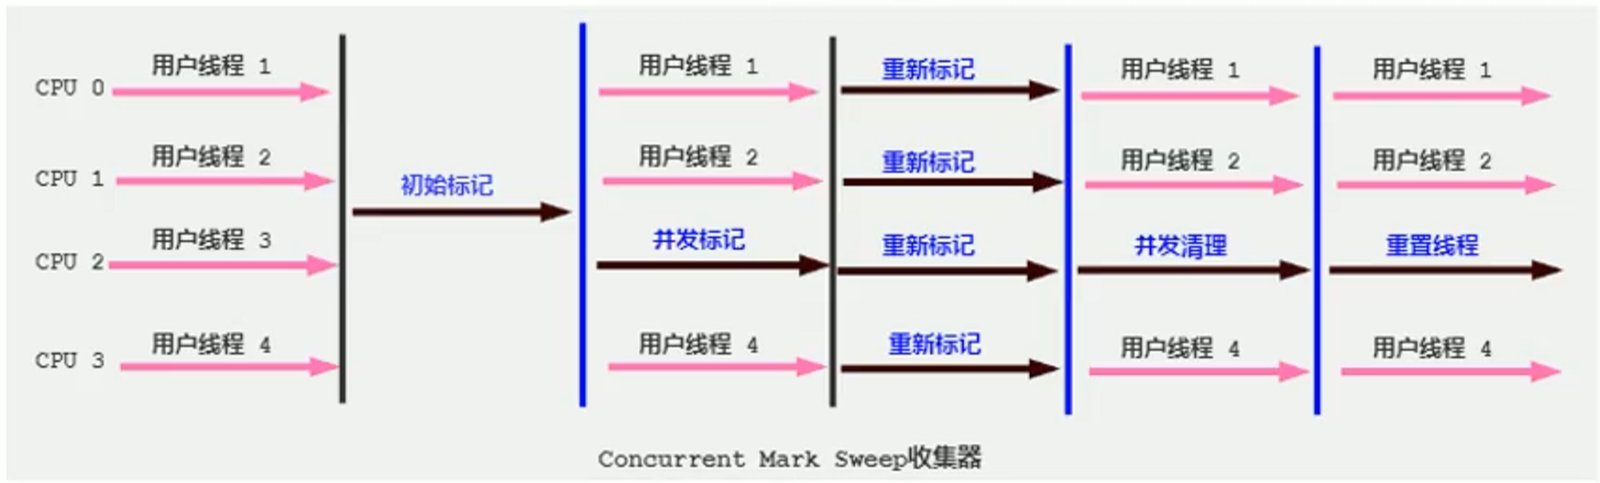 用户线程 1 用户线程 1 重新标记 用户线程 1 用户线程 1
CPU 0
用户线程 2 用户线程 2 重新标记 用户线程 2 用户线程 2
CPU 1 初始标记
用户线程 3 并发标记 重新标记 并发清理 重置线程
CPU 2
用户线程 4 用户线程 4 重新标记 用户线程 4 用户线程 4
CPU 3
Concurrent Mark Sweep收集器